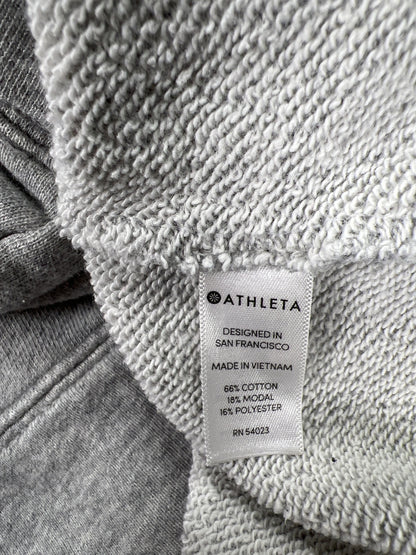 ATHLETA
DESIGNED IN
SAN FRANCISCO
MADE IN VIETNAM
66% COTTON
18% MODAL
16% POLYESTER
RN 54023